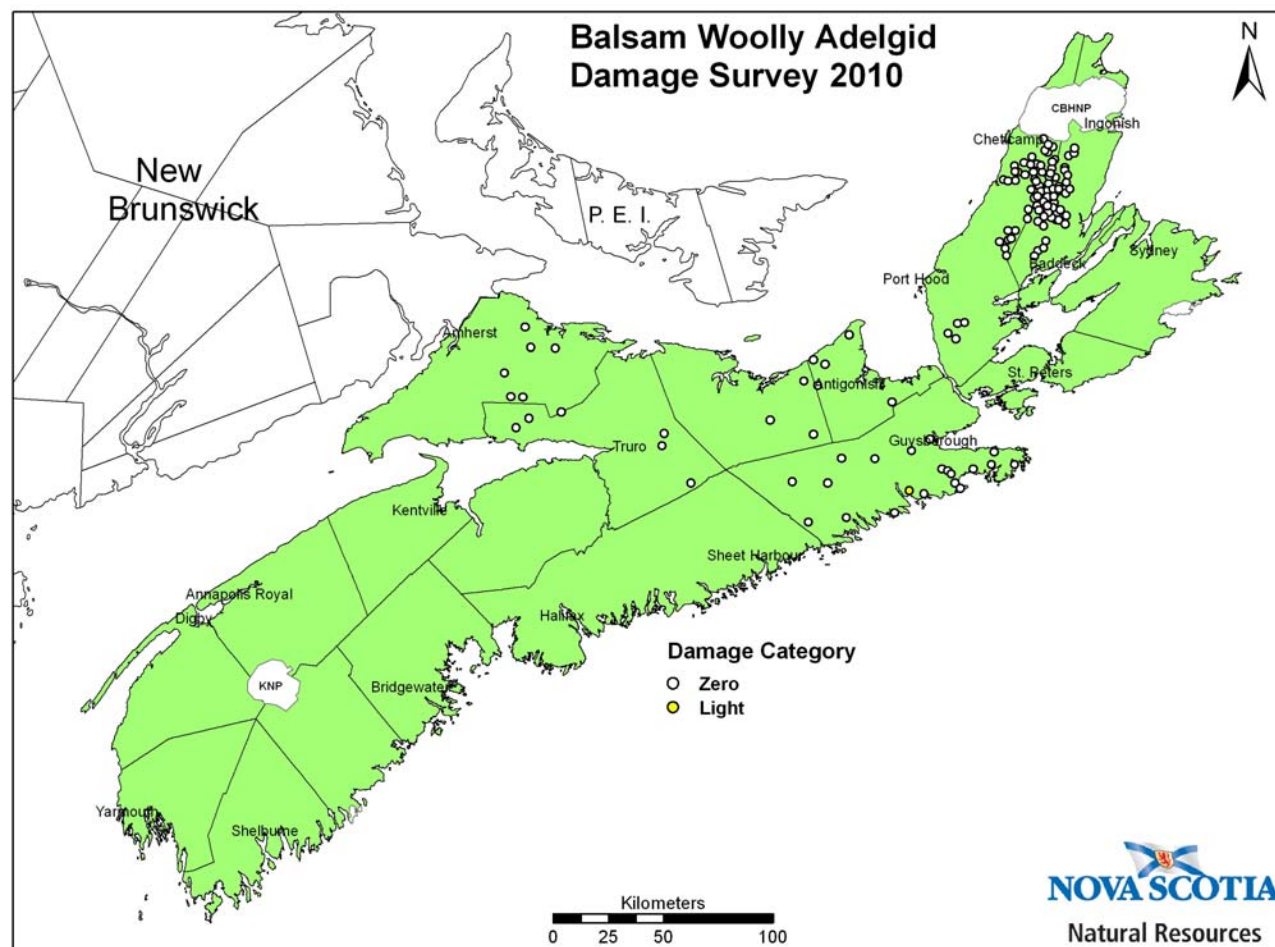 Balsam Woolly Adelgid
Damage Survey 2010
N
CBHNP
Ingonish
Cheticamp
New
Brunswick
P. E. I.
Sydney
Baddeck
Port Hood
Amherst
St. Peters
Antigonish
Guysborough
Truro
Kentville
Sheet Harbour
Annapolis Royal
Digby
Halifax
Damage Category
Zero
Light
KNP
Bridgewater
Yarmouth
Shelburne
NOVA SCOTIA
Natural Resources
Kilometers
0 25 50 100